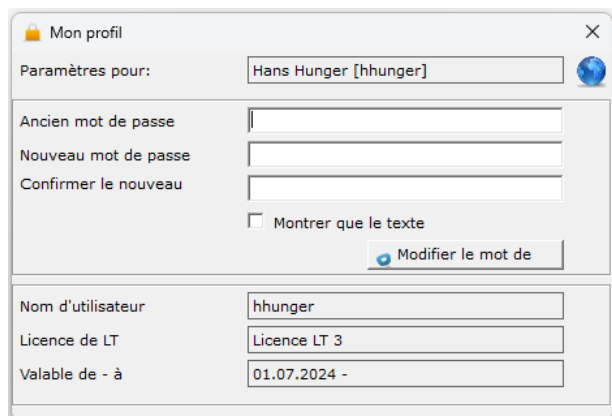 Mon profil
Paramètres pour: Hans Hunger [hhunger]
Ancien mot de passe
Nouveau mot de passe
Confirmer le nouveau
Montrer que le texte
Modifier le mot de
Nom d'utilisateur hhunger
Licence de LT Licence LT 3
Valable de - à 01.07.2024 -